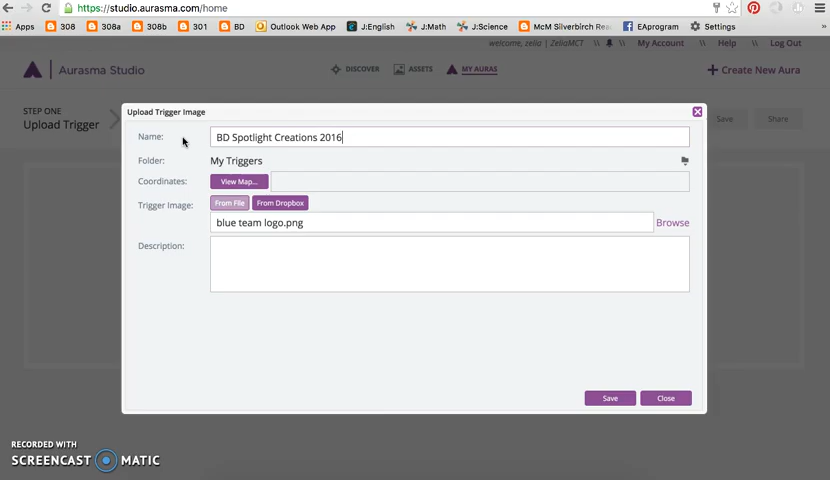 https://studio.aurasma.com/home
Apps 308 308a 308b 301 BD Outlook Web App J:English J:Math J:Science McM Silverbirch Res EAprogram Settings
welcome, zelia | ZeliaMCT \\ \\ My Account \\ Help \\ Log Out
Aurasma Studio DISCOVER ASSETS MY AURAS + Create New Aura
STEP ONE
Upload Trigger Save Share
Upload Trigger Image
Name: BD Spotlight Creations 2016
Folder: My Triggers
Coordinates: View Map...
Trigger Image: From File From Dropbox
blue team logo.png Browse
Description:
Save Close
RECORDED WITH
SCREENCAST MATIC